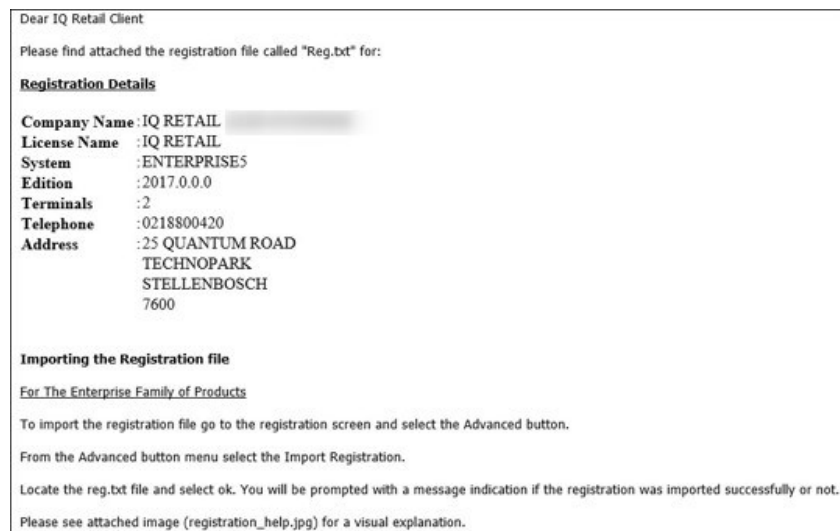 Dear IQ Retail Client
Please find attached the registration file called "Reg.txt" for:
Registration Details
Company Name :IQ RETAIL
License Name :IQ RETAIL
System :ENTERPRISE5
Edition :2017.0.0.0
Terminals :2
Telephone :0218800420
Address :25 QUANTUM ROAD
TECHNOPARK
STELLENBOSCH
7600
Importing the Registration file
For The Enterprise Family of Products
To import the registration file go to the registration screen and select the Advanced button.
From the Advanced button menu select the Import Registration.
Locate the reg.txt file and select ok. You will be prompted with a message indication if the registration was imported successfully or not.
Please see attached image (registration_help.jpg) for a visual explanation.